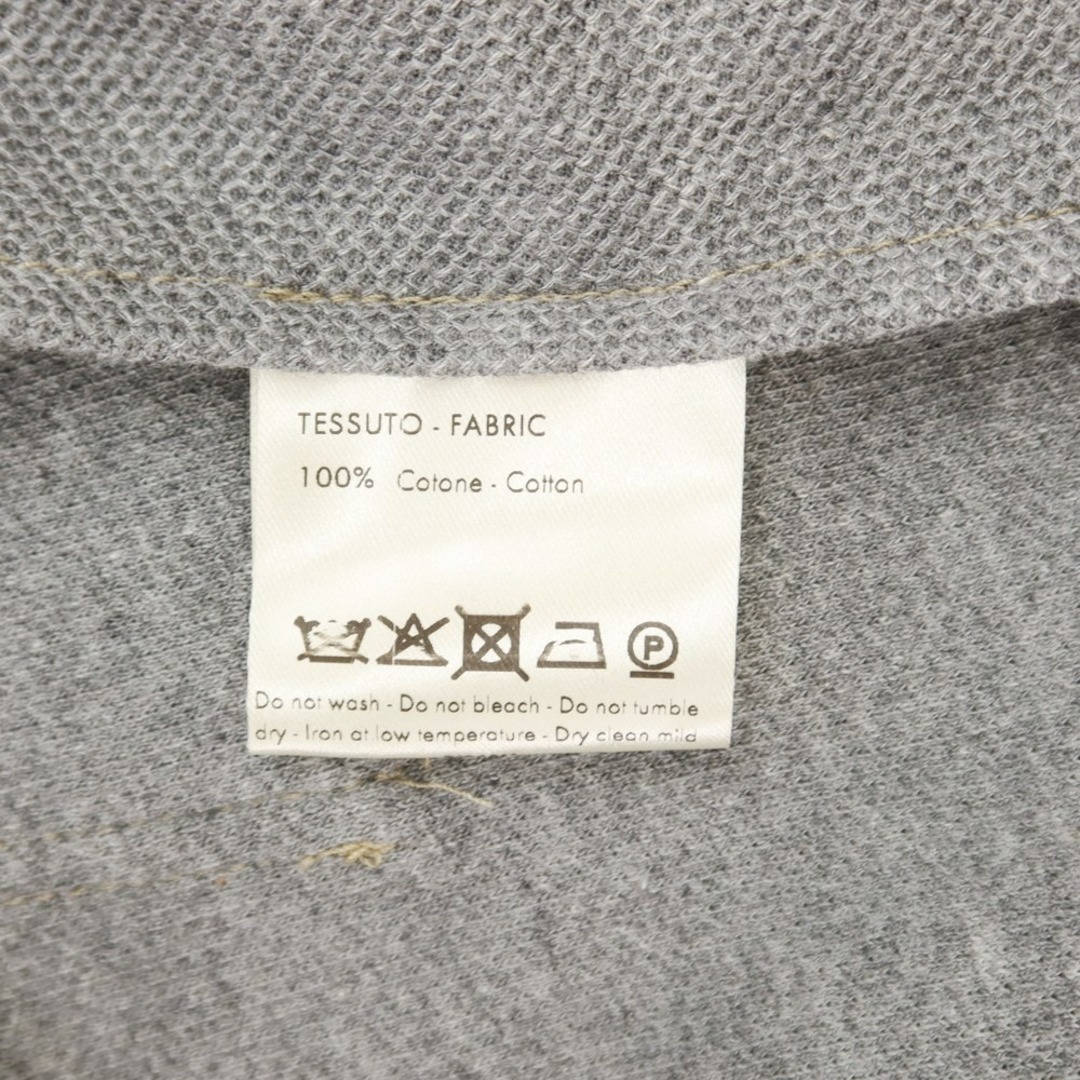 TESSUTO - FABRIC
100% Cotone - Cotton
P
Do not wash - Do not bleach - Do not tumble
dry - Iron at low temperature - Dry clean mild